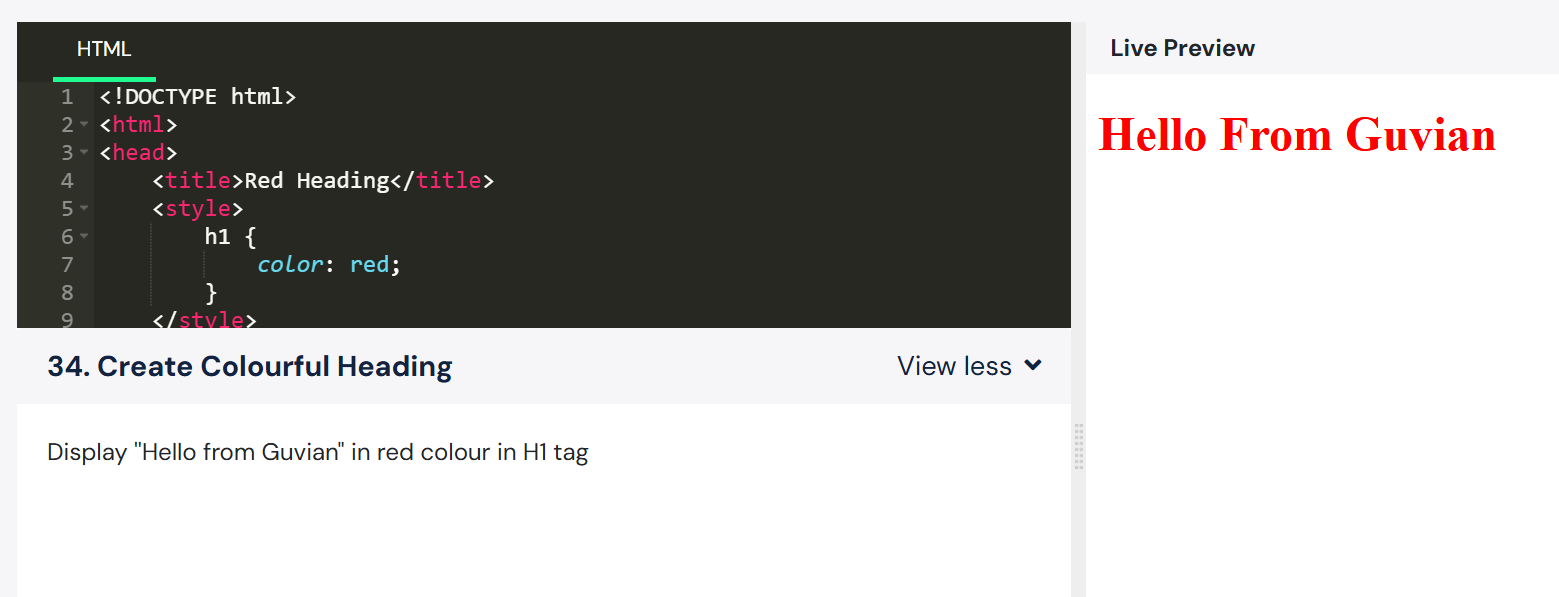 HTML
Live Preview
1 <!DOCTYPE html>
2 <html>
3 <head>
4 <title>Red Heading</title>
5 <style>
6 h1 {
7 color: red;
8 }
9 </style>
Hello From Guvian
34. Create Colourful Heading
View less
Display "Hello from Guvian" in red colour in H1 tag